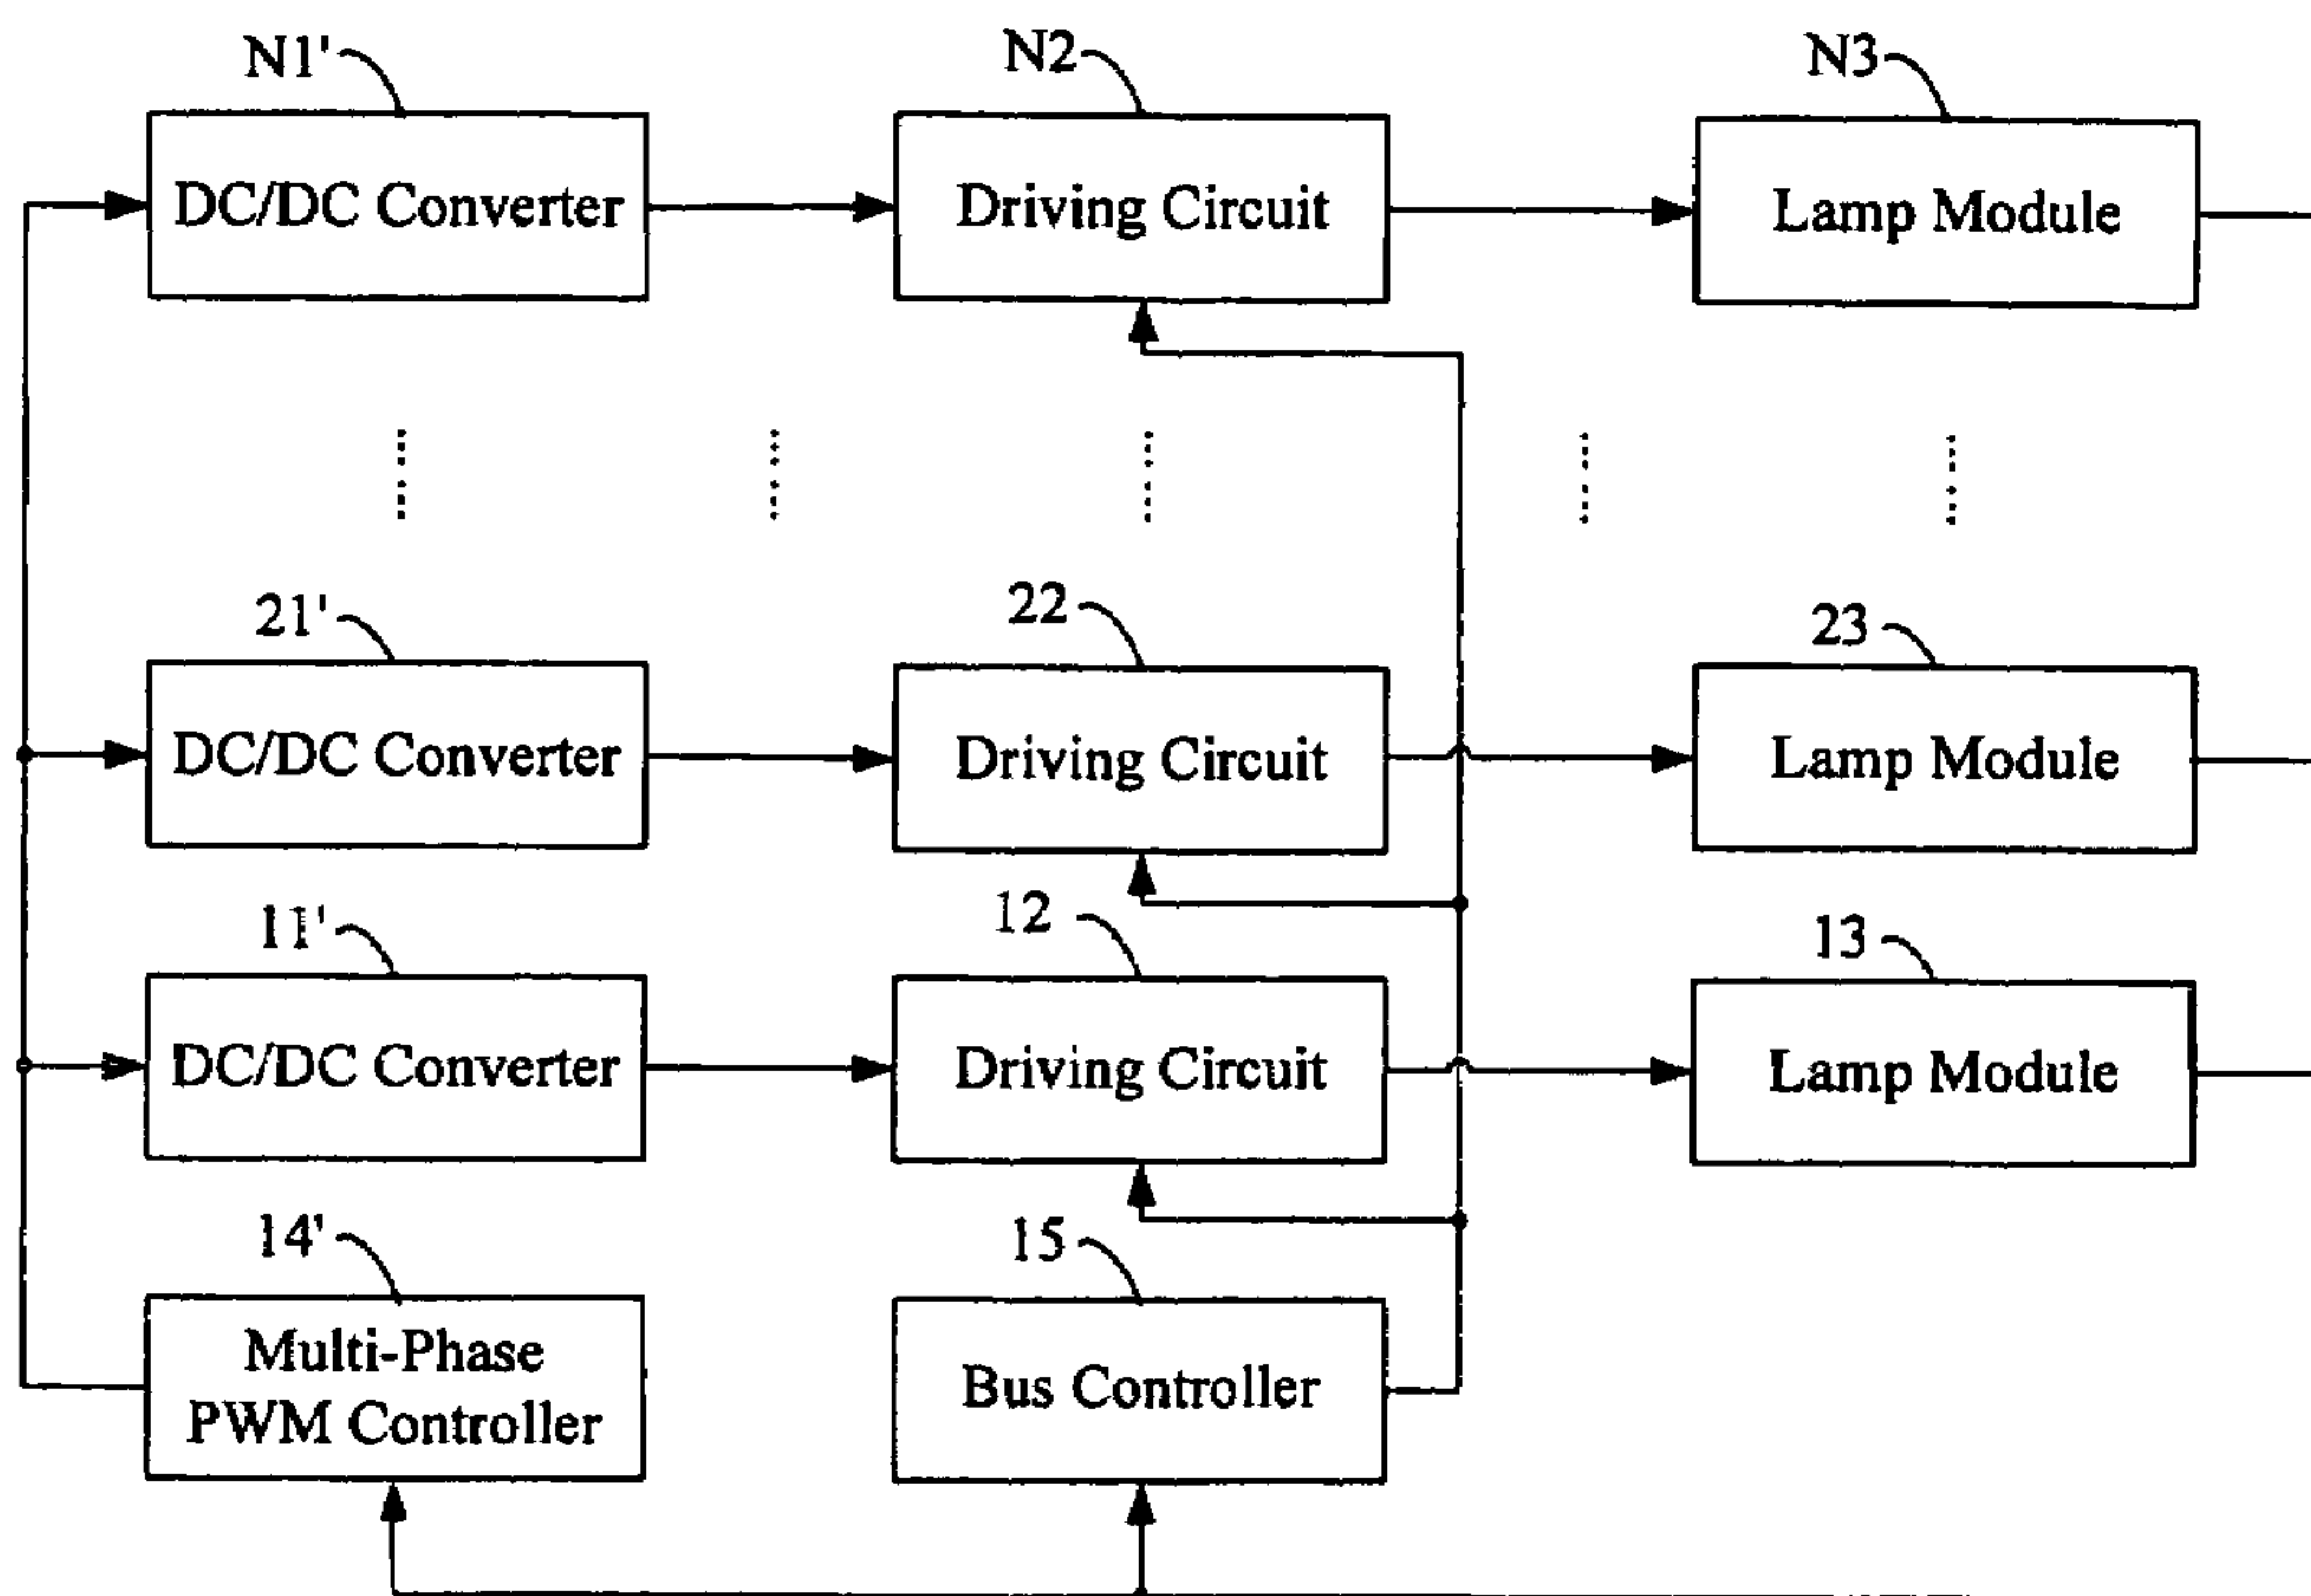 N1'
N2
N3
DC/DC Converter
Driving Circuit
Lamp Module
21'
22
23
DC/DC Converter
Driving Circuit
Lamp Module
11'
12
13
DC/DC Converter
Driving Circuit
Lamp Module
14'
15
Multi-Phase
PWM Controller
Bus Controller